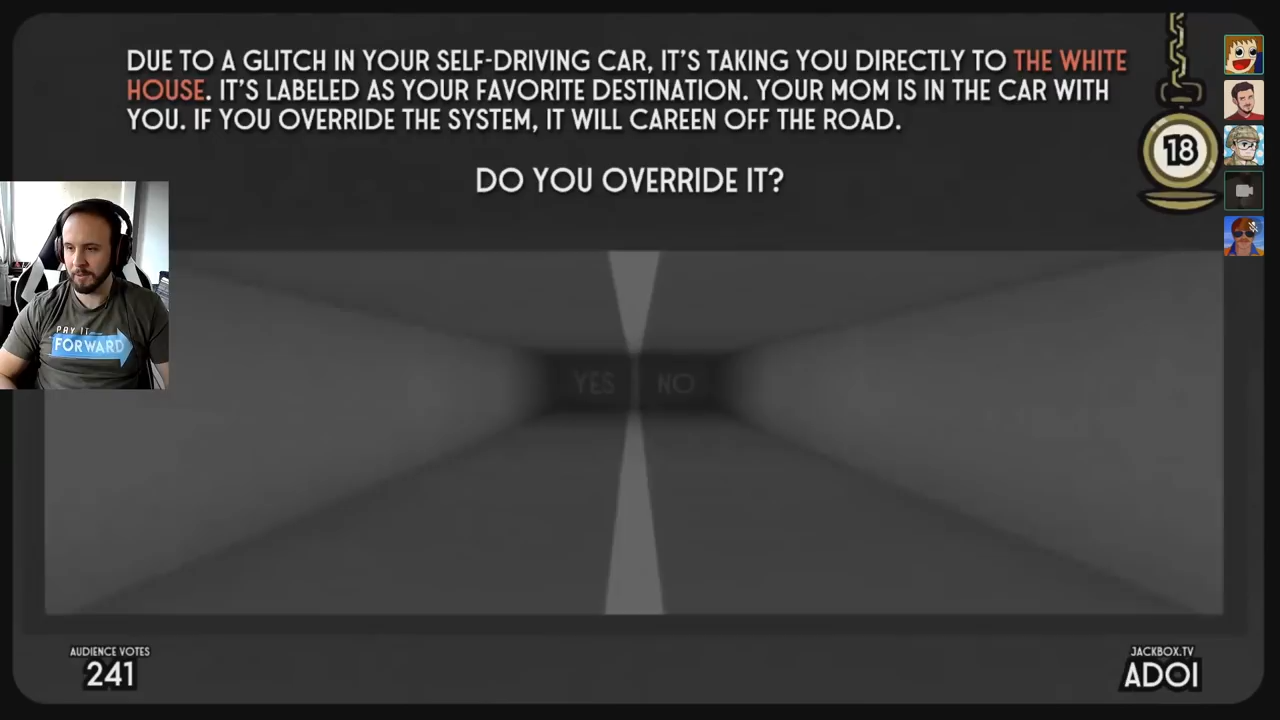 DUE TO A GLITCH IN YOUR SELF-DRIVING CAR, IT'S TAKING YOU DIRECTLY TO THE WHITE
HOUSE. IT'S LABELED AS YOUR FAVORITE DESTINATION. YOUR MOM IS IN THE CAR WITH
YOU. IF YOU OVERRIDE THE SYSTEM, IT WILL CAREEN OFF THE ROAD.
18
DO YOU OVERRIDE IT?
PAY IT
FORWARD
YES NO
AUDIENCE VOTES
241
JACKBOX.TV
ADOI